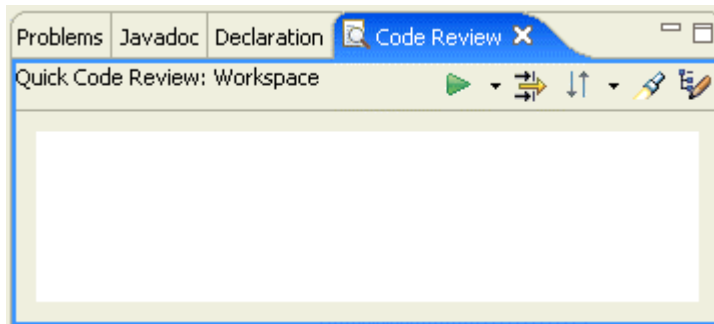 Problems Javadoc Declaration Code Review
Quick Code Review: Workspace